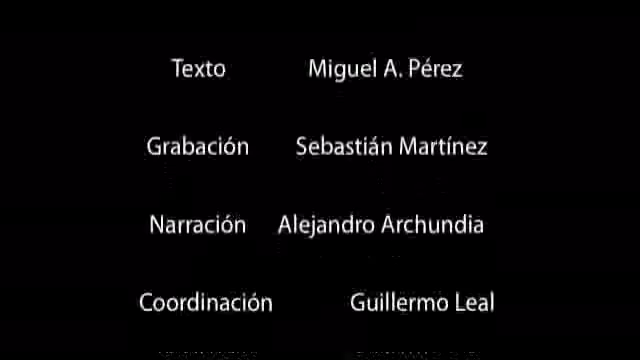 Texto Miguel A. Pérez
Grabación Sebastián Martínez
Narración Alejandro Archundia
Coordinación Guillermo Leal